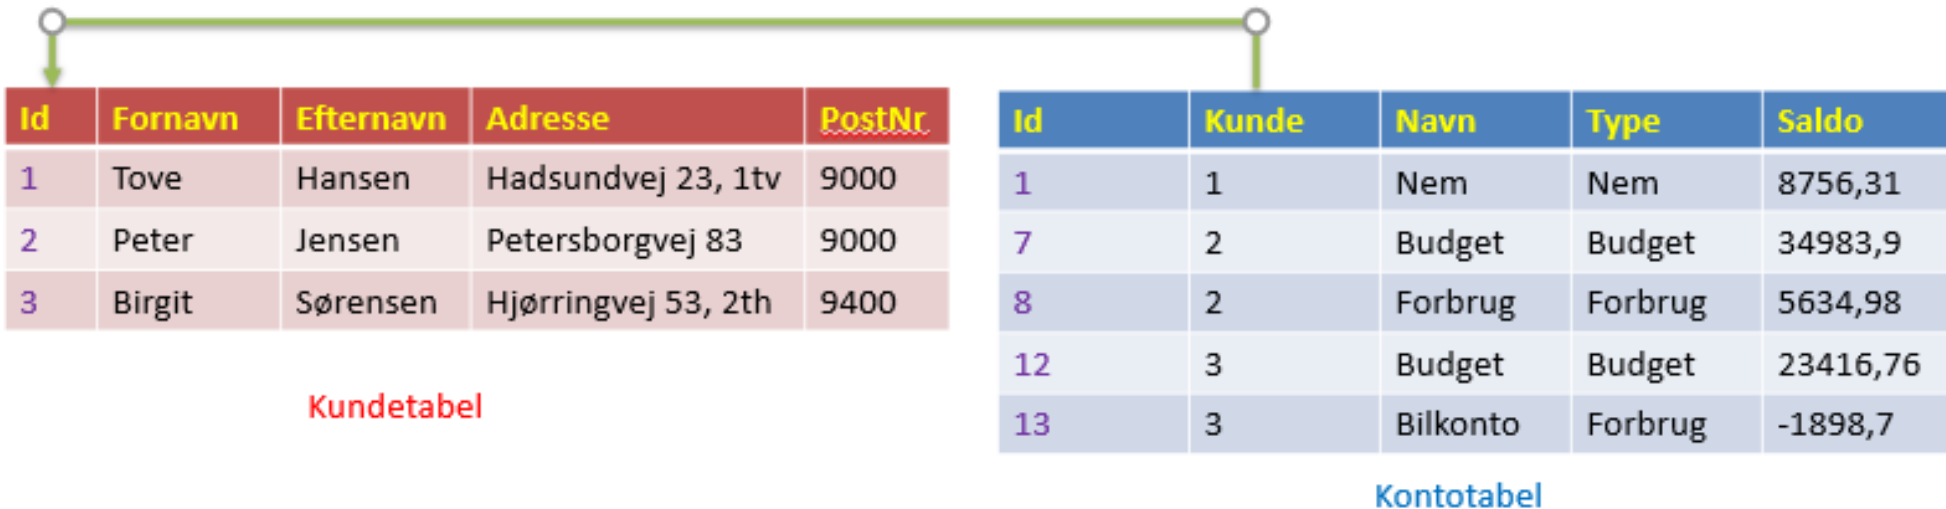 Id Fornavn Efternavn Adresse PostNr
1 Tove Hansen Hadsundvej 23, 1tv 9000
2 Peter Jensen Petersborgvej 83 9000
3 Birgit Sørensen Hjørringvej 53, 2th 9400
Kundetabel
Id Kunde Navn Type Saldo
1 1 Nem Nem 8756,31
7 2 Budget Budget 34983,9
8 2 Forbrug Forbrug 5634,98
12 3 Budget Budget 23416,76
13 3 Bilkonto Forbrug -1898,7
Kontotabel